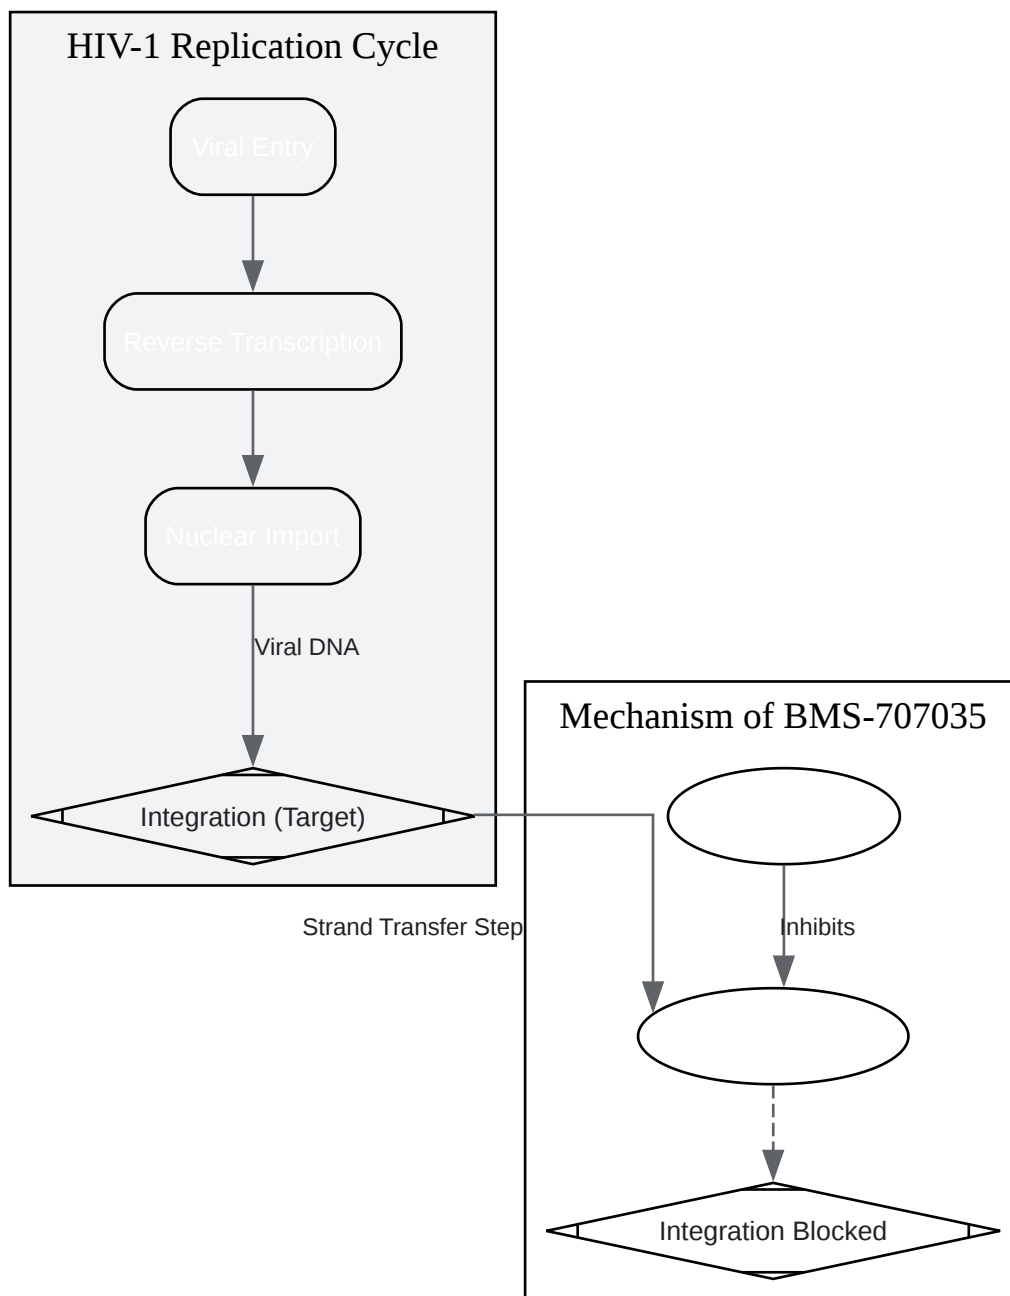 HIV-1 Replication Cycle
Viral Entry
Reverse Transcription
Nuclear Import
Viral DNA
Integration (Target)
Strand Transfer Step
Mechanism of BMS-707035
Inhibits
Integration Blocked